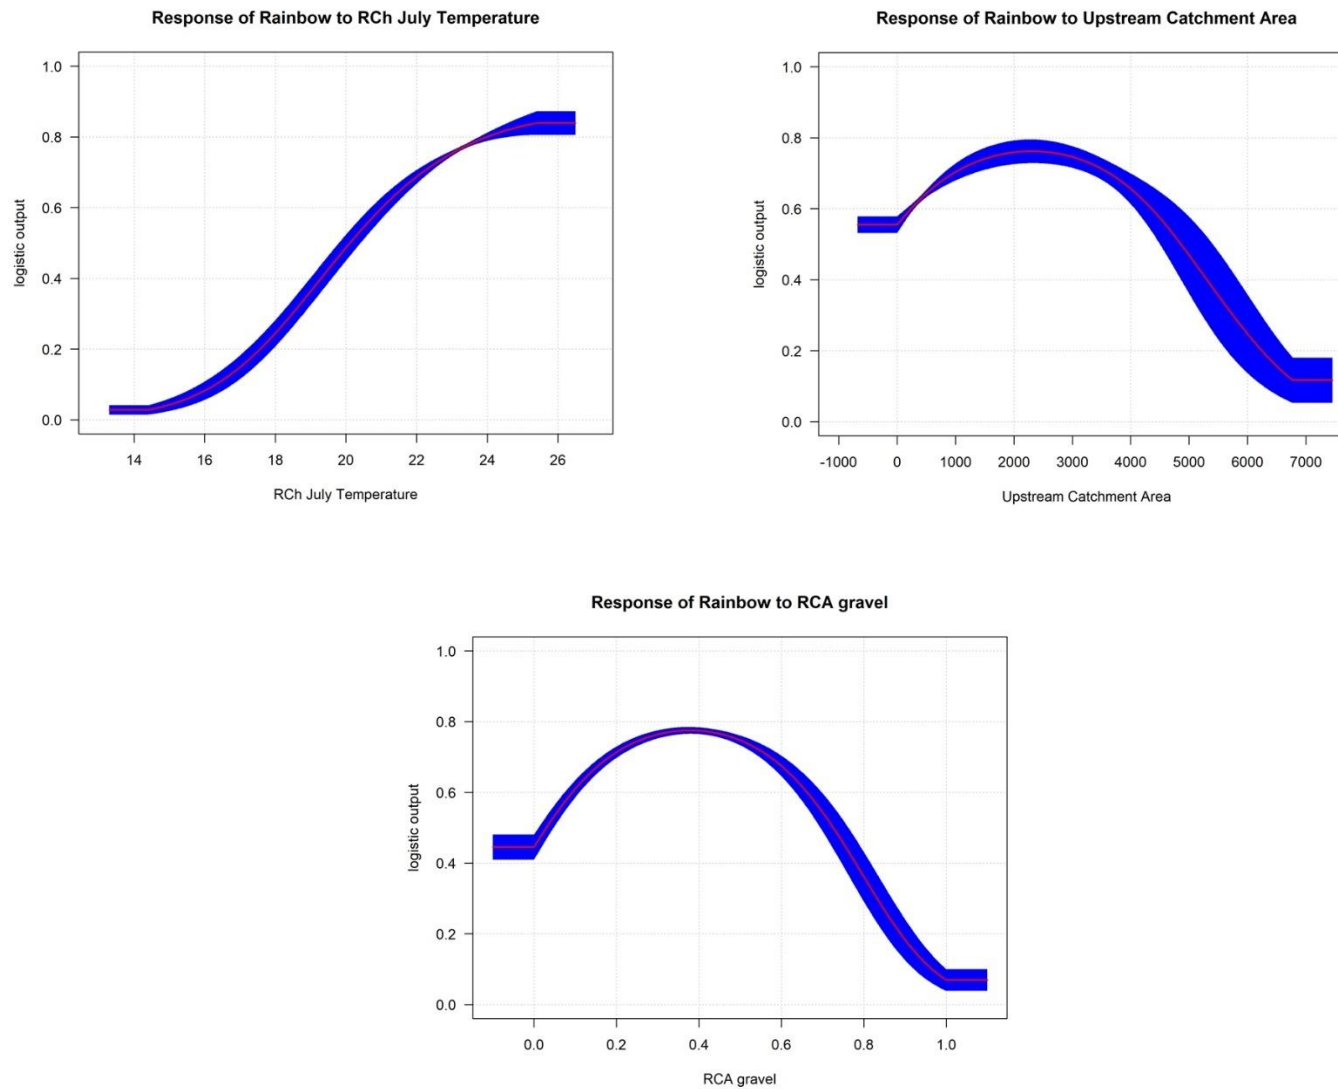 Response of Rainbow to RCh July Temperature
1.0
0.8
0.6
0.4
0.2
0.0
logistic output
14 16 18 20 22 24 26
RCh July Temperature
Response of Rainbow to Upstream Catchment Area
1.0
0.8
0.6
0.4
0.2
0.0
logistic output
-1000 0 1000 2000 3000 4000 5000 6000 7000
Upstream Catchment Area
Response of Rainbow to RCA gravel
1.0
0.8
0.6
0.4
0.2
0.0
logistic output
0.0 0.2 0.4 0.6 0.8 1.0
RCA gravel